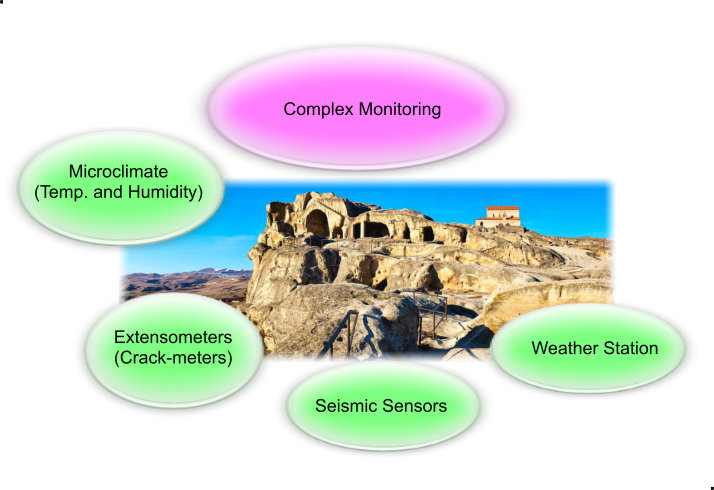 Complex Monitoring
Microclimate
(Temp. and Humidity)
Extensometers
(Crack-meters)
Weather Station
Seismic Sensors